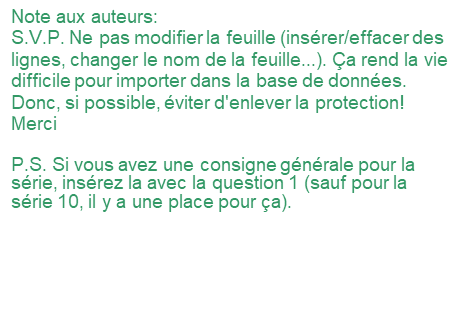 Note aux auteurs:
S.V.P. Ne pas modifier la feuille (insérer/effacer des
lignes, changer le nom de la feuille...). Ça rend la vie
difficile pour importer dans la base de données.
Donc, si possible, éviter d'enlever la protection!
Merci

P.S. Si vous avez une consigne générale pour la
série, insérez la avec la question 1 (sauf pour la
série 10, il y a une place pour ça).